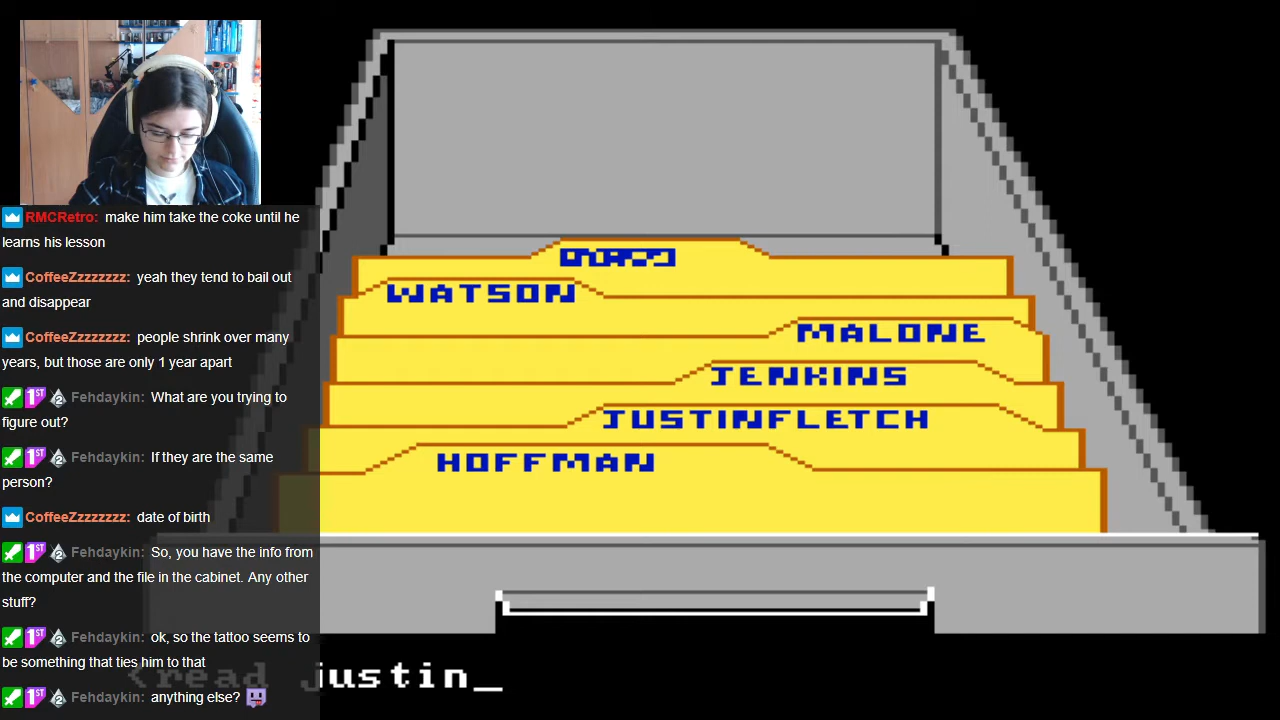 RMCRetro: make him take the coke until he
learns his lesson
CoffeeZzzzzzzz: yeah they tend to bail out
and disappear
CoffeeZzzzzzzz: people shrink over many
years, but those are only 1 year apart
Fehdaykin: What are you trying to
figure out?
Fehdaykin: If they are the same
person?
CoffeeZzzzzzzz: date of birth
Fehdaykin: So, you have the info from
the computer and the file in the cabinet. Any other
stuff?
Fehdaykin: ok, so the tattoo seems to
be something that ties him to that
Fehdaykin: anything else?
WATSON
MALONE
JENKINS
JUSTINFLETCH
HOFFMAN
<read justin_